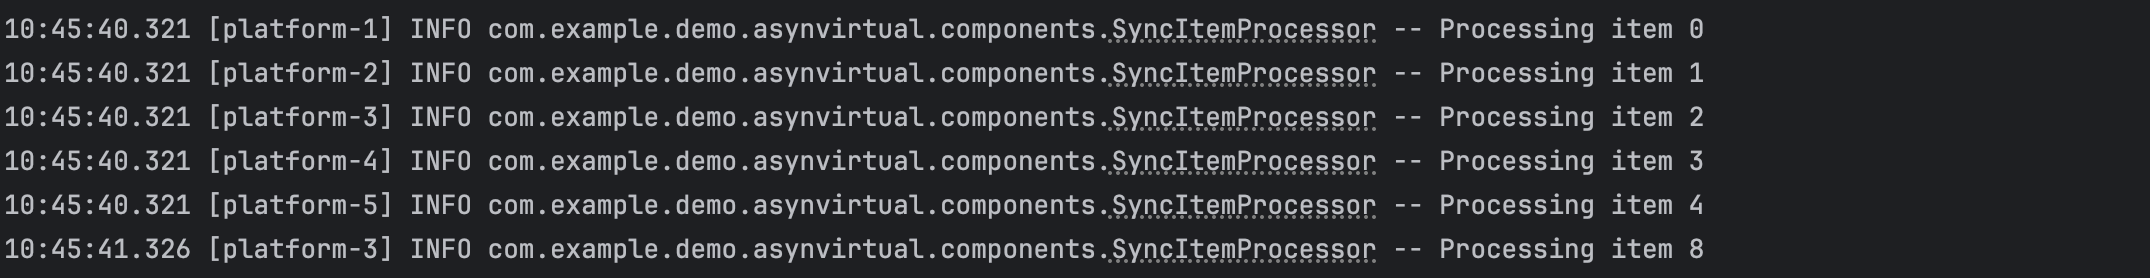 10:45:40.321 [platform-1] INFO com.example.demo.asynvirtual.components.SyncItemProcessor -- Processing item 0
10:45:40.321 [platform-2] INFO com.example.demo.asynvirtual.components.SyncItemProcessor -- Processing item 1
10:45:40.321 [platform-3] INFO com.example.demo.asynvirtual.components.SyncItemProcessor -- Processing item 2
10:45:40.321 [platform-4] INFO com.example.demo.asynvirtual.components.SyncItemProcessor -- Processing item 3
10:45:40.321 [platform-5] INFO com.example.demo.asynvirtual.components.SyncItemProcessor -- Processing item 4
10:45:41.326 [platform-3] INFO com.example.demo.asynvirtual.components.SyncItemProcessor -- Processing item 8